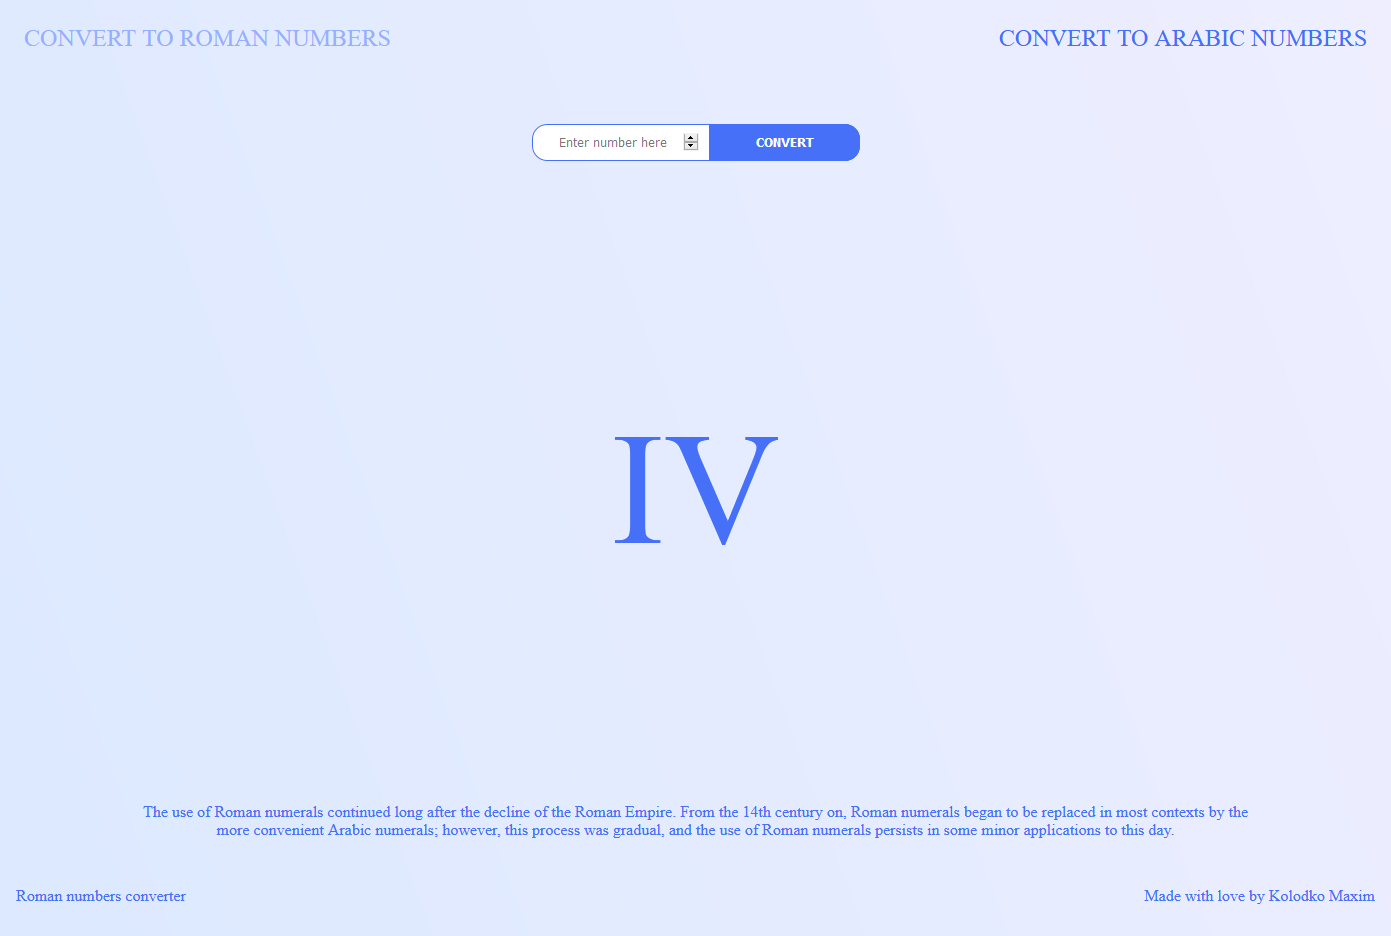 CONVERT TO ROMAN NUMBERS
CONVERT TO ARABIC NUMBERS
Enter number here
CONVERT
IV
The use of Roman numerals continued long after the decline of the Roman Empire. From the 14th century on, Roman numerals began to be replaced in most contexts by the
more convenient Arabic numerals; however, this process was gradual, and the use of Roman numerals persists in some minor applications to this day.
Roman numbers converter
Made with love by Kolodko Maxim